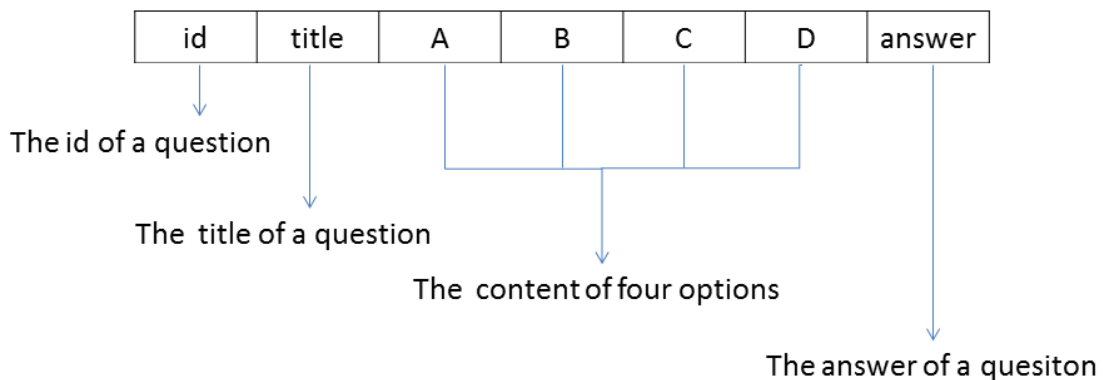 id title A B C D answer
The id of a question
The title of a question
The content of four options
The answer of a quesiton